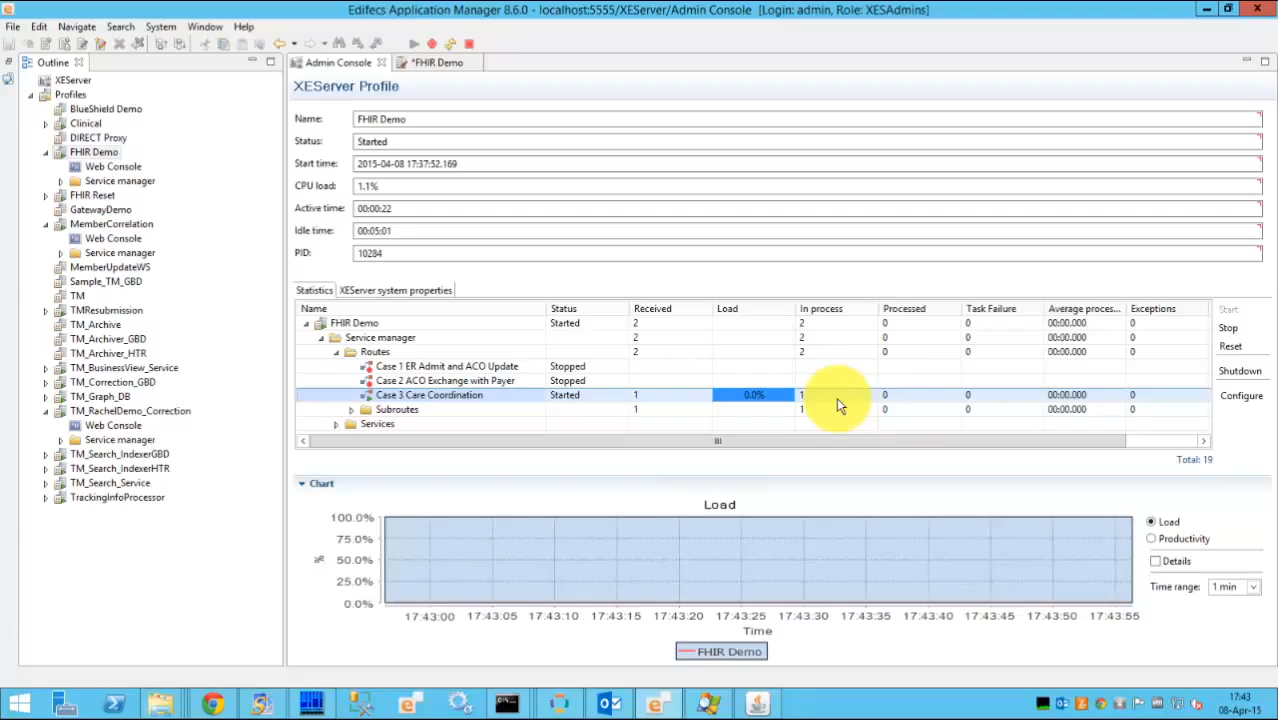 Edifecs Application Manager 8.6.0 - localhost:5555/XEServer/Admin Console [Login: admin, Role: XESAdmins]
File Edit Navigate Search System Window Help
Outline
Admin Console *FHIR Demo
XEServer
Profiles
BlueShield Demo
Clinical
DIRECT Proxy
FHIR Demo
Web Console
Service manager
FHIR Reset
GatewayDemo
MemberCorrelation
Web Console
Service manager
MemberUpdateWS
Sample_TM_GBD
TM
TMResubmission
TM_Archive
TM_Archiver_GBD
TM_Archiver_HTR
TM_BusinessView_Service
TM_Correction_GBD
TM_Graph_DB
TM_RachelDemo_Correction
Web Console
Service manager
TM_Search_IndexerGBD
TM_Search_IndexerHTR
TM_Search_Service
TrackingInfoProcessor
XEServer Profile
Name: FHIR Demo
Status: Started
Start time: 2015-04-08 17:37:52.169
CPU load: 1.1%
Active time: 00:00:22
Idle time: 00:05:01
PID: 10284
Statistics XEServer system properties
Name Status Received Load In process Processed Task Failure Average proces... Exceptions
FHIR Demo Started 2 2 0 0 00:00.000 0
Service manager 2 2 0 0 00:00.000 0
Routes 2 2 0 0 00:00.000 0
Case 1 ER Admit and ACO Update Stopped
Case 2 ACO Exchange with Payer Stopped
Case 3 Care Coordination Started 1 0.0% 1 0 0 00:00.000 0
Subroutes 1 1 0 0 00:00.000 0
Services
Start
Stop
Reset
Shutdown
Configure
Total: 19
Chart
Load
100.0%
75.0%
% 50.0%
25.0%
0.0%
17:43:00 17:43:05 17:43:10 17:43:15 17:43:20 17:43:25 17:43:30 17:43:35 17:43:40 17:43:45 17:43:50 17:43:55
Time
FHIR Demo
Load
Productivity
Details
Time range: 1 min
17:43
08-Apr-15